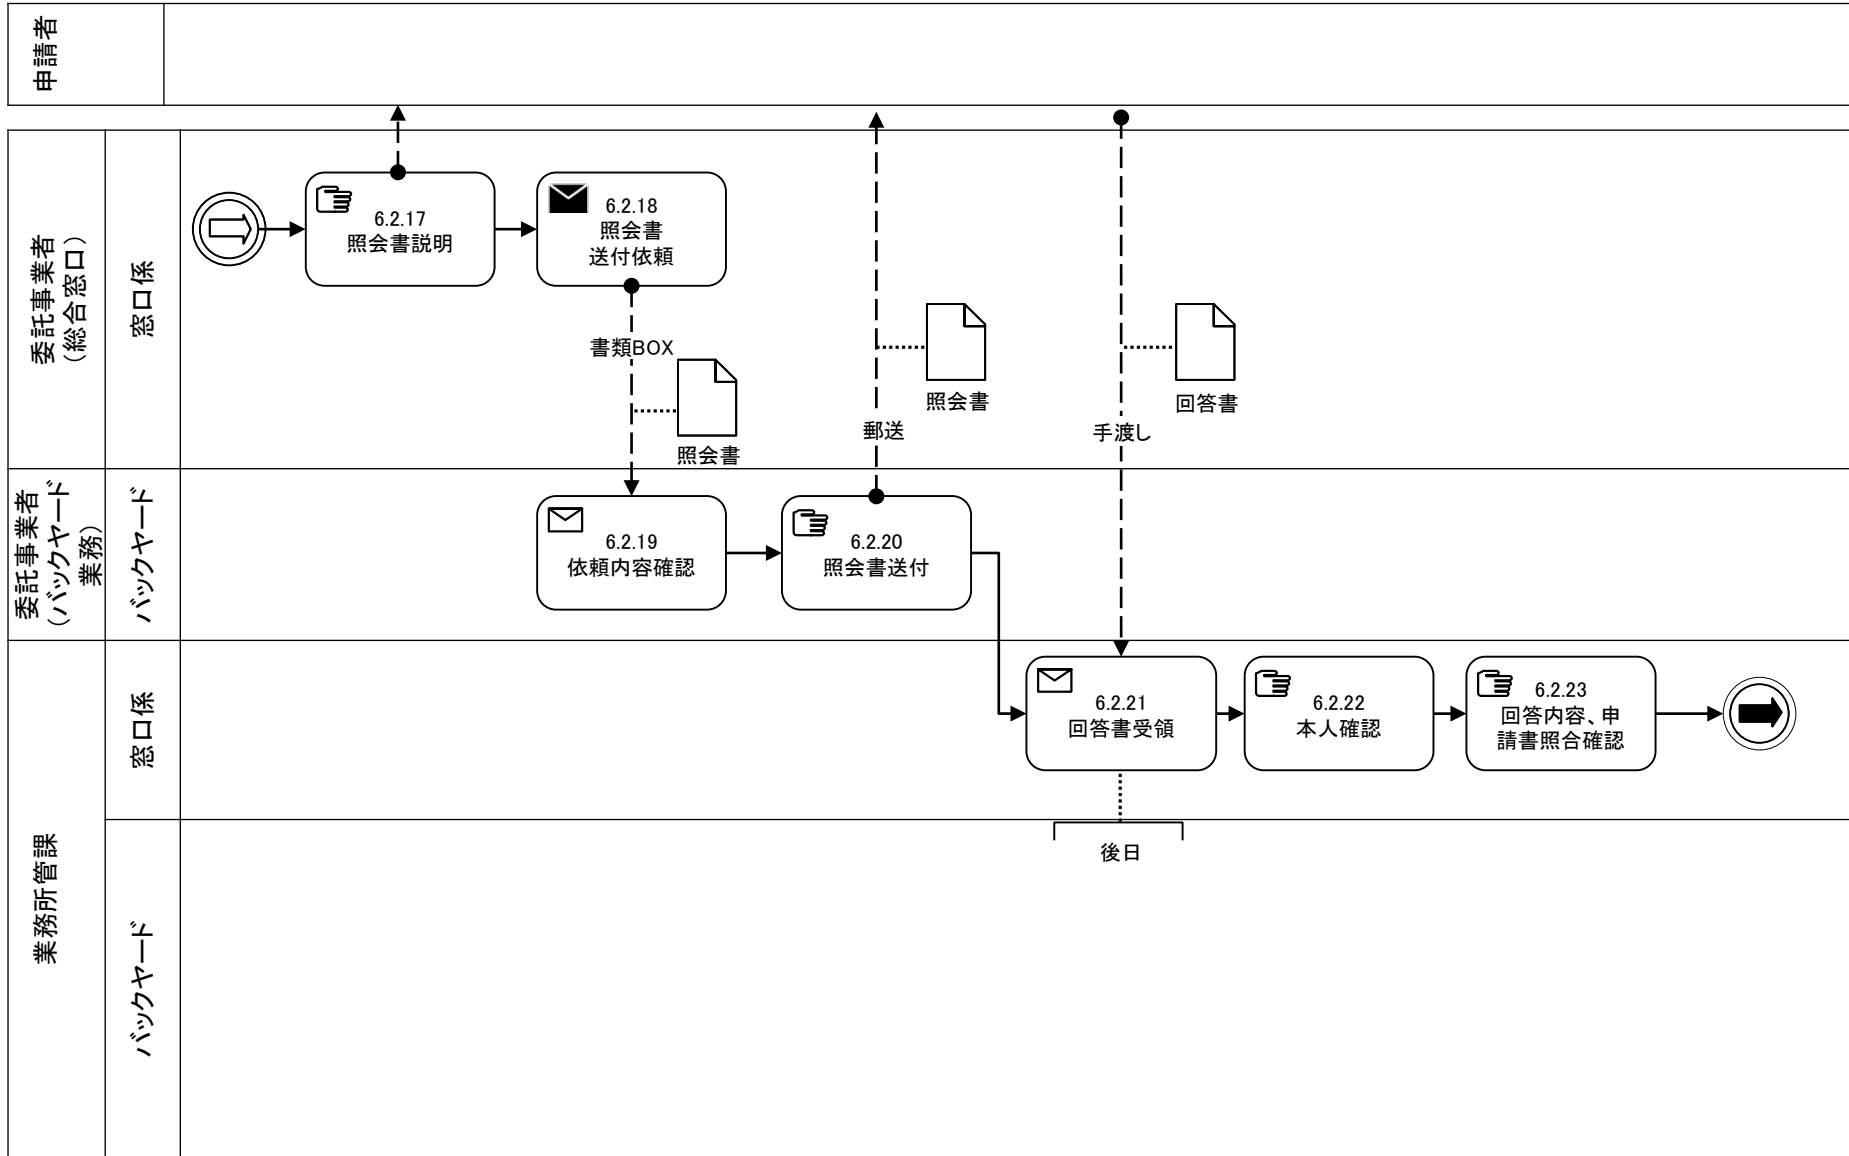 申請者
委託事業者
（総合窓口）
窓口係
6.2.17
照会書説明
6.2.18
照会書
送付依頼
書類BOX
照会書
郵送
照会書
手渡し
回答書
委託事業者
（バックヤード
業務）
バックヤード
6.2.19
依頼内容確認
6.2.20
照会書送付
業務所管課
窓口係
6.2.21
回答書受領
6.2.22
本人確認
6.2.23
回答内容、申
請書照合確認
後日
バックヤード